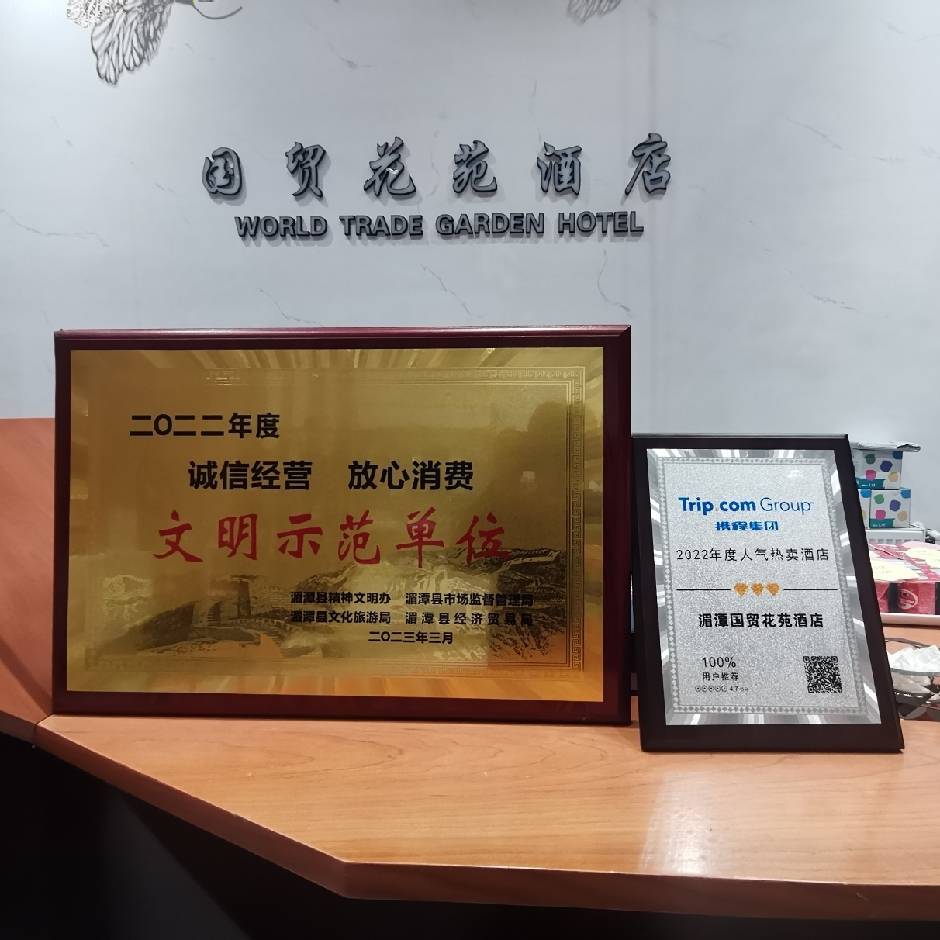 国贸花苑酒店
WORLD TRADE GARDEN HOTEL
二〇二二年度
诚信经营 放心消费
文明示范单位
湄潭县精神文明办 湄潭县市场监督管理局
湄潭县文化旅游局 湄潭县经济贸易局
二〇二三年三月
Trip.com Group
携程集团
2022年度人气热卖酒店
湄潭国贸花苑酒店
100%
用户推荐